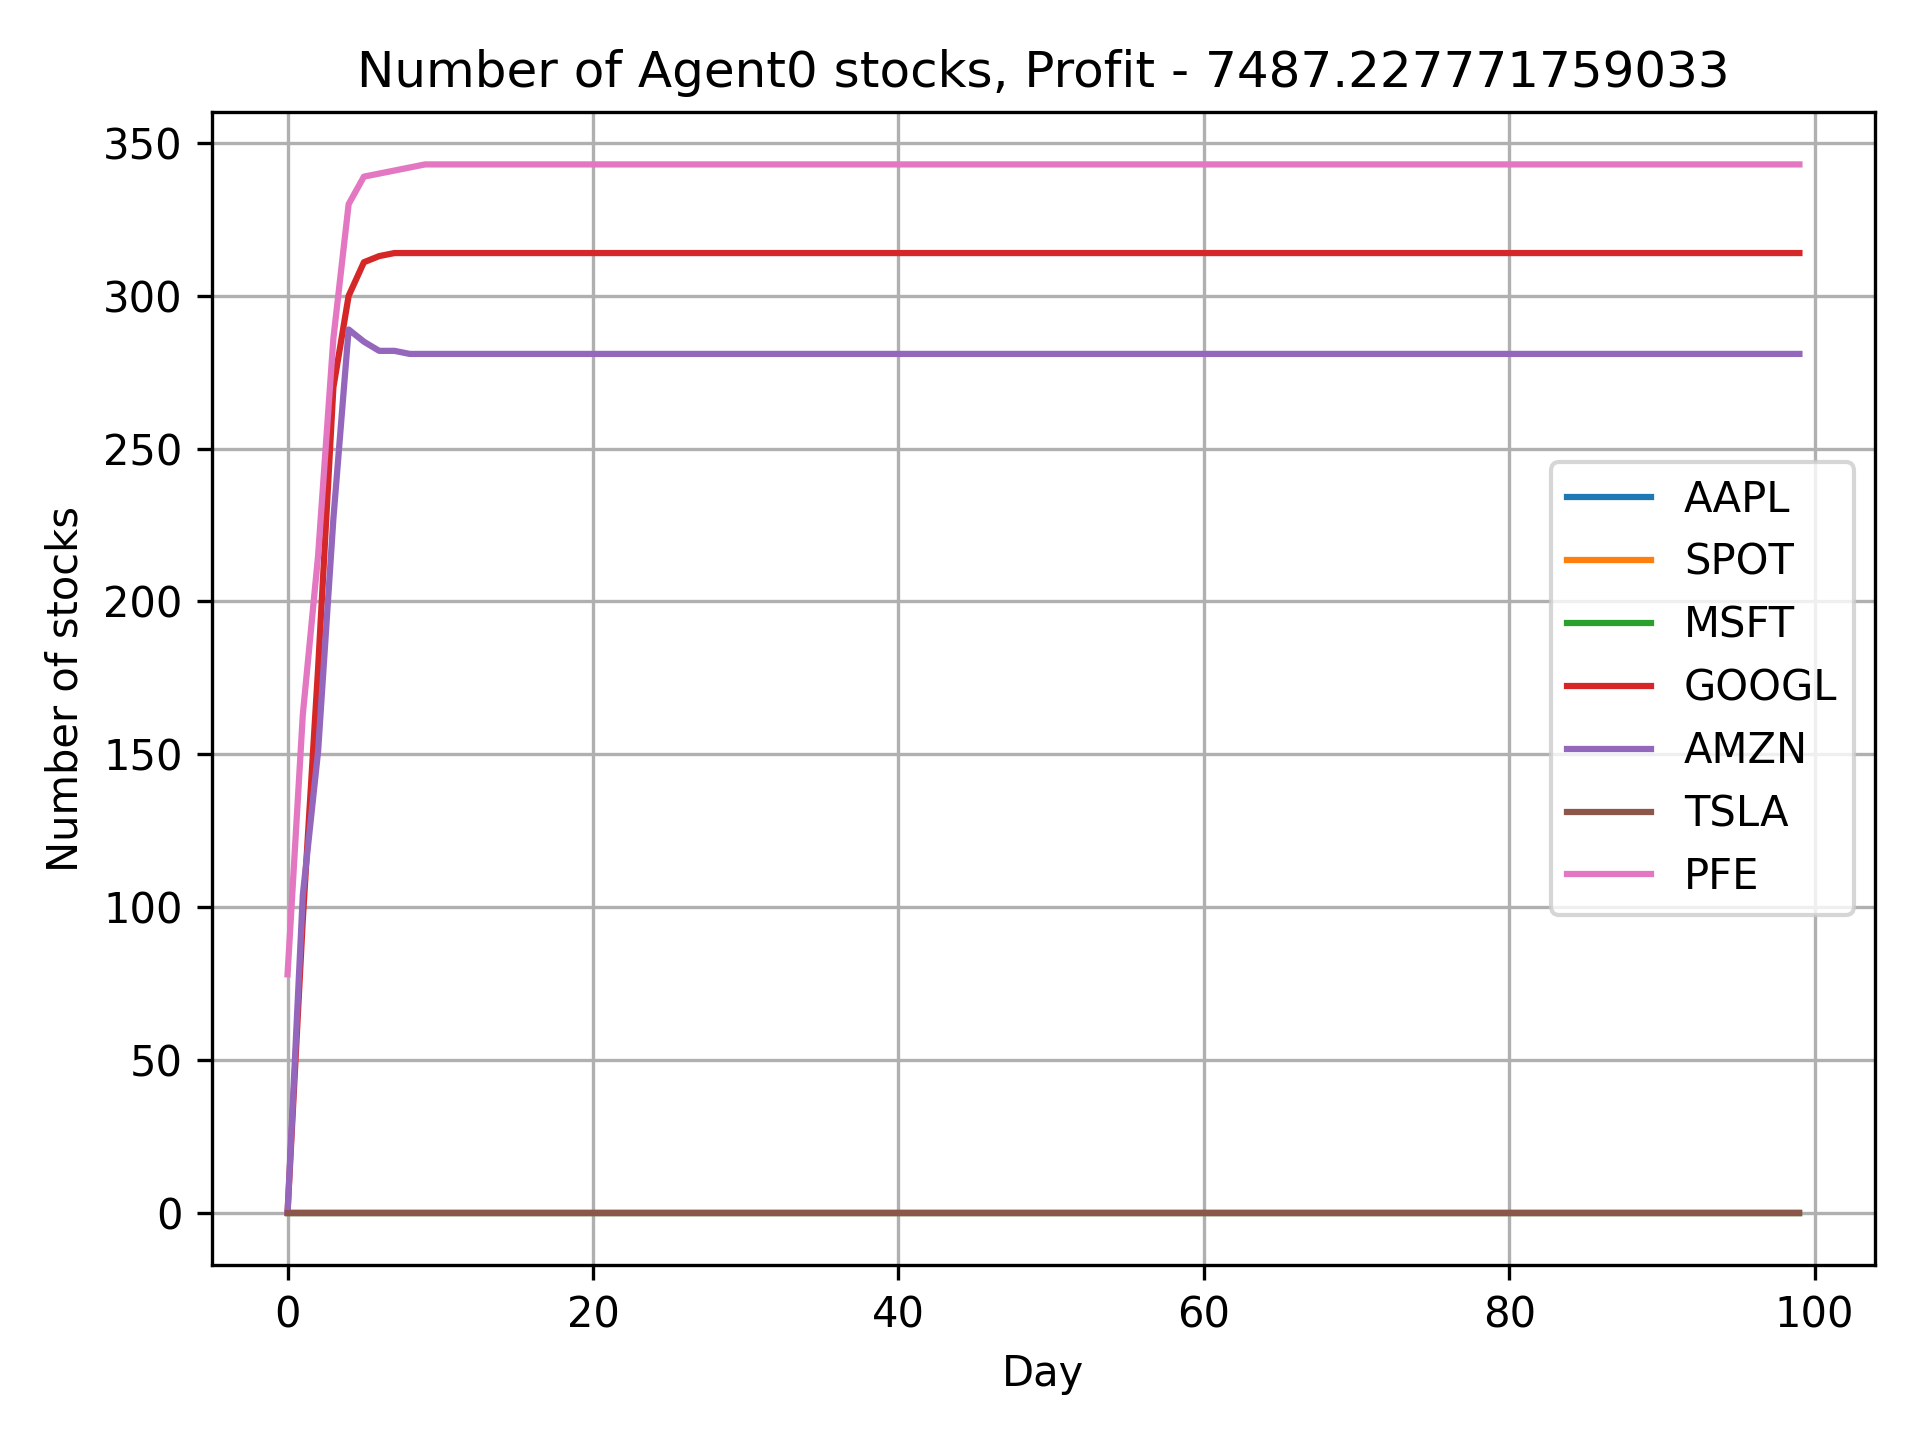 Number of Agent0 stocks, Profit - 7487.227771759033
350
300
250
200
150
100
50
0
Number of stocks
AAPL
SPOT
MSFT
GOOGL
AMZN
TSLA
PFE
0 20 40 60 80 100
Day